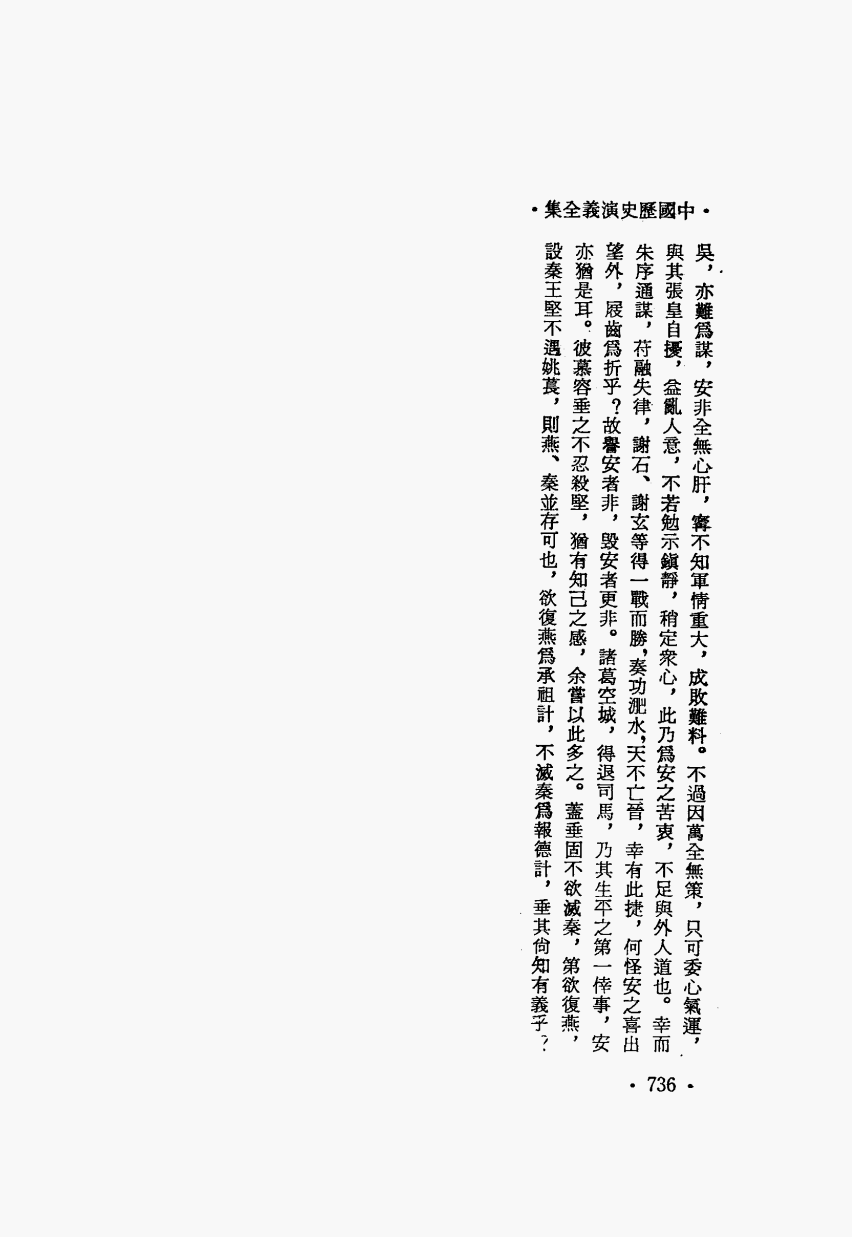 ·中國歷史演義全集·
吳，亦難爲謀，安非全無心肝，寧不知軍情重大，成敗難料。不過因萬全無策，只可委心氣運，
與其張皇自擾，益亂人意，不若勉示鎭靜，稍定衆心，此乃爲安之苦衷，不足與外人道也。幸而
朱序通謀，苻融失律，謝石、謝玄等得一戰而勝，奏功淝水，天不亡晉，幸有此捷，何怪安之喜出
望外，屐齒爲折乎？故譽安者非，毀安者更非。諸葛空城，得退司馬，乃其生平之第一倖事，安
亦猶是耳。彼慕容垂之不忍殺堅，猶有知己之感，余嘗以此多之。蓋垂固不欲滅秦，第欲復燕，
設秦王堅不遇姚萇，則燕、秦並存可也，欲復燕爲承祖計，不滅秦爲報德計，垂其尙知有義乎？
·736·